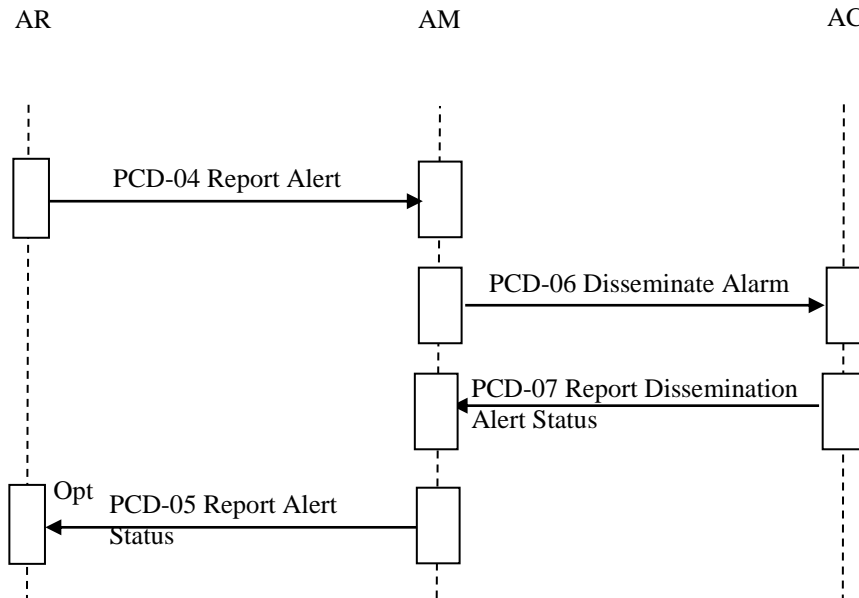 AR AM AC
PCD-04 Report Alert
PCD-06 Disseminate Alarm
PCD-07 Report Dissemination
Alert Status
Opt
PCD-05 Report Alert
Status